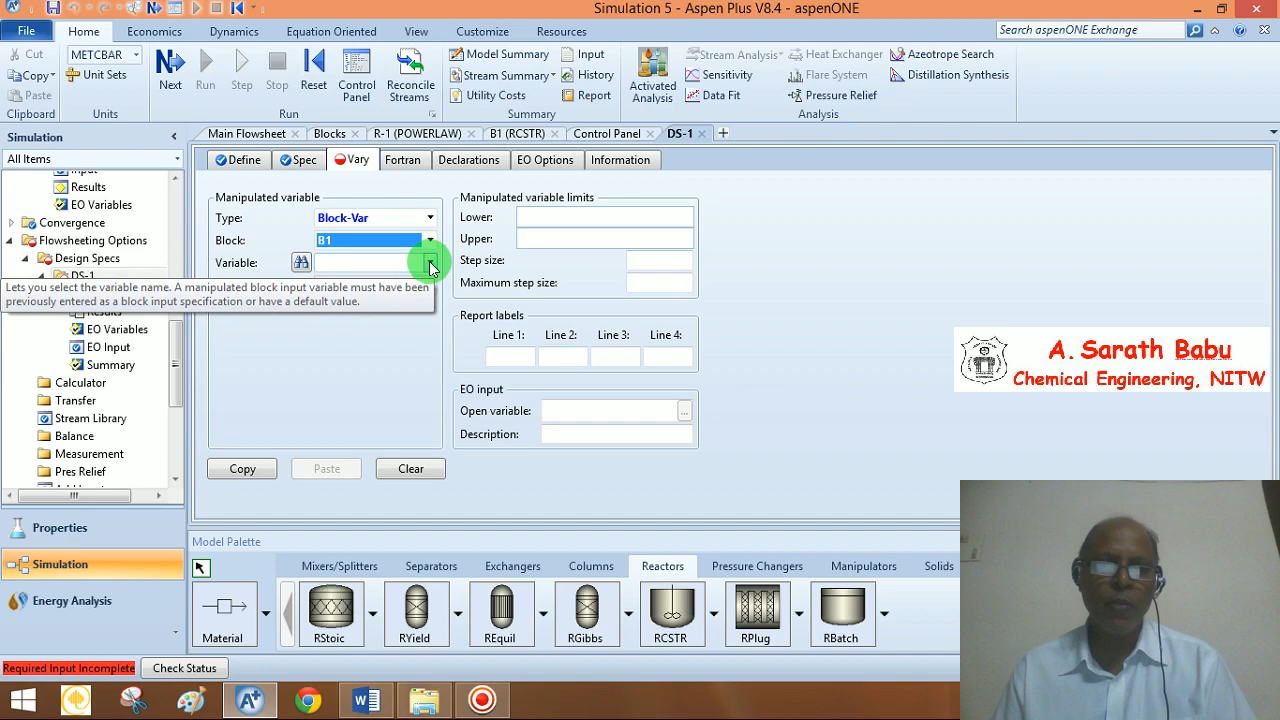 Simulation 5 - Aspen Plus V8.4 - aspenONE
File
Home
Economics
Dynamics
Equation Oriented
View
Customize
Resources
Search aspenONE Exchange
Cut
Copy
Paste
Clipboard
METCBAR
Unit Sets
Units
Next
Run
Step
Stop
Reset
Control Panel
Reconcile Streams
Run
Model Summary
Stream Summary
Utility Costs
Input
History
Report
Summary
Activated Analysis
Stream Analysis
Sensitivity
Data Fit
Heat Exchanger
Flare System
Pressure Relief
Azeotrope Search
Distillation Synthesis
Analysis
Simulation
All Items
Input
Results
EO Variables
Convergence
Flowsheeting Options
Design Specs
DS-1
Results
EO Variables
EO Input
Summary
Calculator
Transfer
Stream Library
Balance
Measurement
Pres Relief
Properties
Simulation
Energy Analysis
Main Flowsheet
Blocks
R-1 (POWERLAW)
B1 (RCSTR)
Control Panel
DS-1
Define
Spec
Vary
Fortran
Declarations
EO Options
Information
Manipulated variable
Type: Block-Var
Block: B1
Variable:
Lets you select the variable name. A manipulated block input variable must have been
previously entered as a block input specification or have a default value.
Manipulated variable limits
Lower:
Upper:
Step size:
Maximum step size:
Report labels
Line 1: Line 2: Line 3: Line 4:
EO input
Open variable:
...
Description:
Copy
Paste
Clear
A. Sarath Babu
Chemical Engineering, NITW
Model Palette
Mixers/Splitters
Separators
Exchangers
Columns
Reactors
Pressure Changers
Manipulators
Solids
Material
RStoic
RYield
REquil
RGibbs
RCSTR
RPlug
RBatch
Required Input Incomplete
Check Status